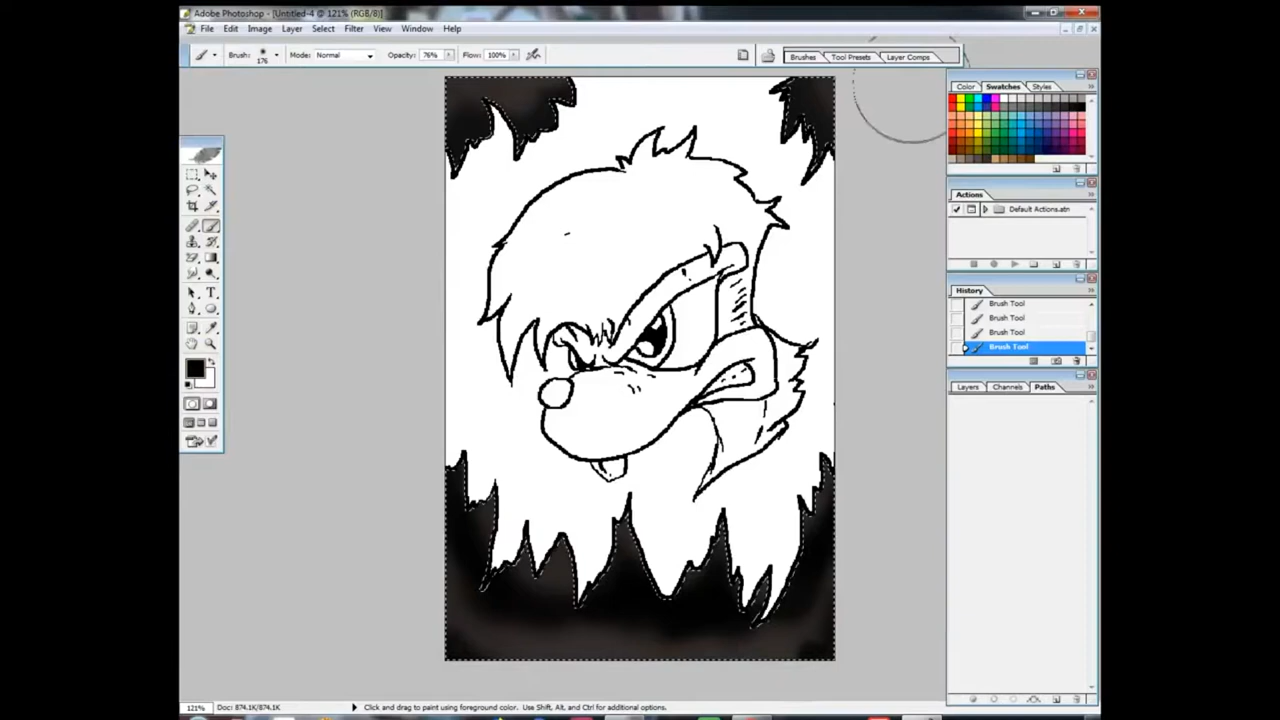 Adobe Photoshop - [Untitled-4 @ 121% (RGB/8)]
File Edit Image Layer Select Filter View Window Help
Brush: 176 Mode: Normal Opacity: 76% Flow: 100% Brushes Tool Presets Layer Comps
Color Swatches Styles
Actions
Default Actions.atn
History
Brush Tool
Brush Tool
Brush Tool
Brush Tool
Layers Channels Paths
121% Doc: 874.1K/874.1K Click and drag to paint using foreground color. Use Shift, Alt, and Ctrl for additional options.